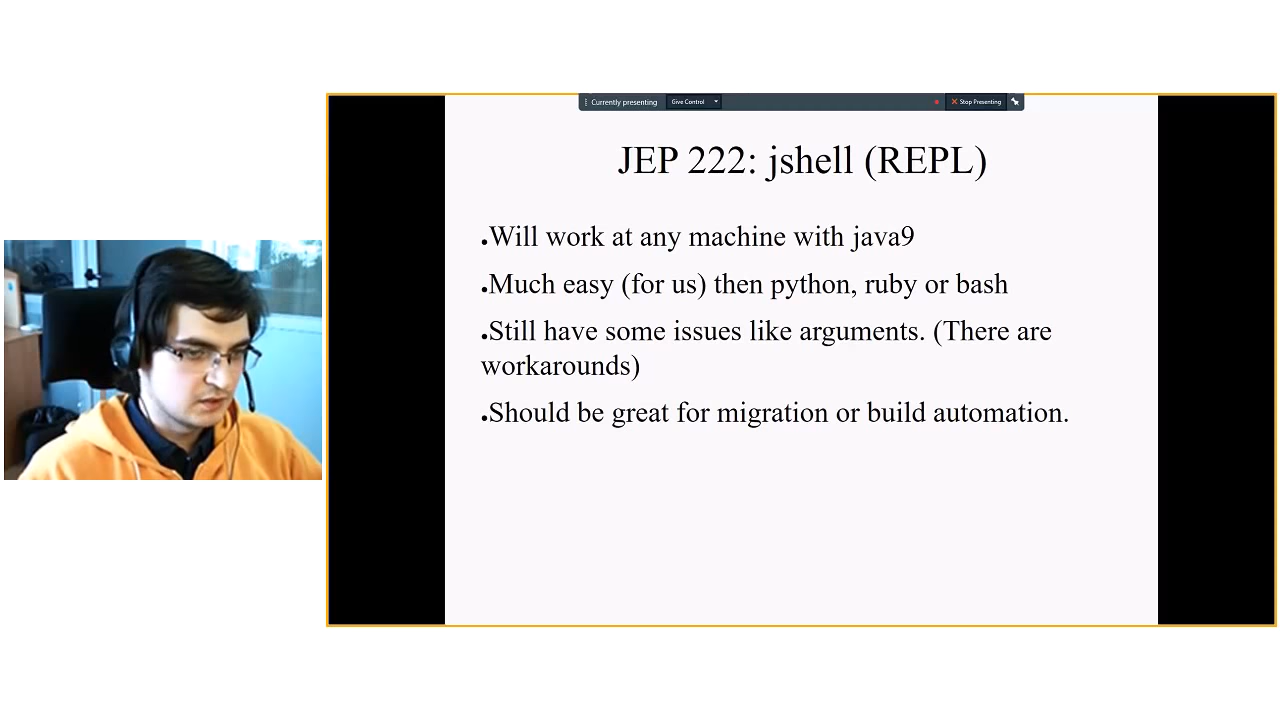 Currently presenting
Give Control
Stop Presenting
JEP 222: jshell (REPL)
●Will work at any machine with java9
●Much easy (for us) then python, ruby or bash
●Still have some issues like arguments. (There are
workarounds)
●Should be great for migration or build automation.